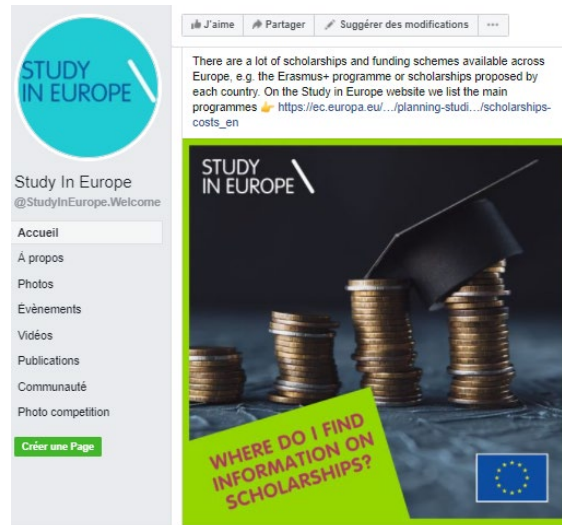 STUDY
IN EUROPE
Study In Europe
@StudyInEurope.Welcome
Accueil
À propos
Photos
Évènements
Vidéos
Publications
Communauté
Photo competition
Créer une Page
J'aime
Partager
Suggérer des modifications
There are a lot of scholarships and funding schemes available across
Europe, e.g. the Erasmus+ programme or scholarships proposed by
each country. On the Study in Europe website we list the main
programmes 👉 https://ec.europa.eu/…/planning-studi…/scholarships-
costs_en
STUDY
IN EUROPE
WHERE DO I FIND
INFORMATION ON
SCHOLARSHIPS?